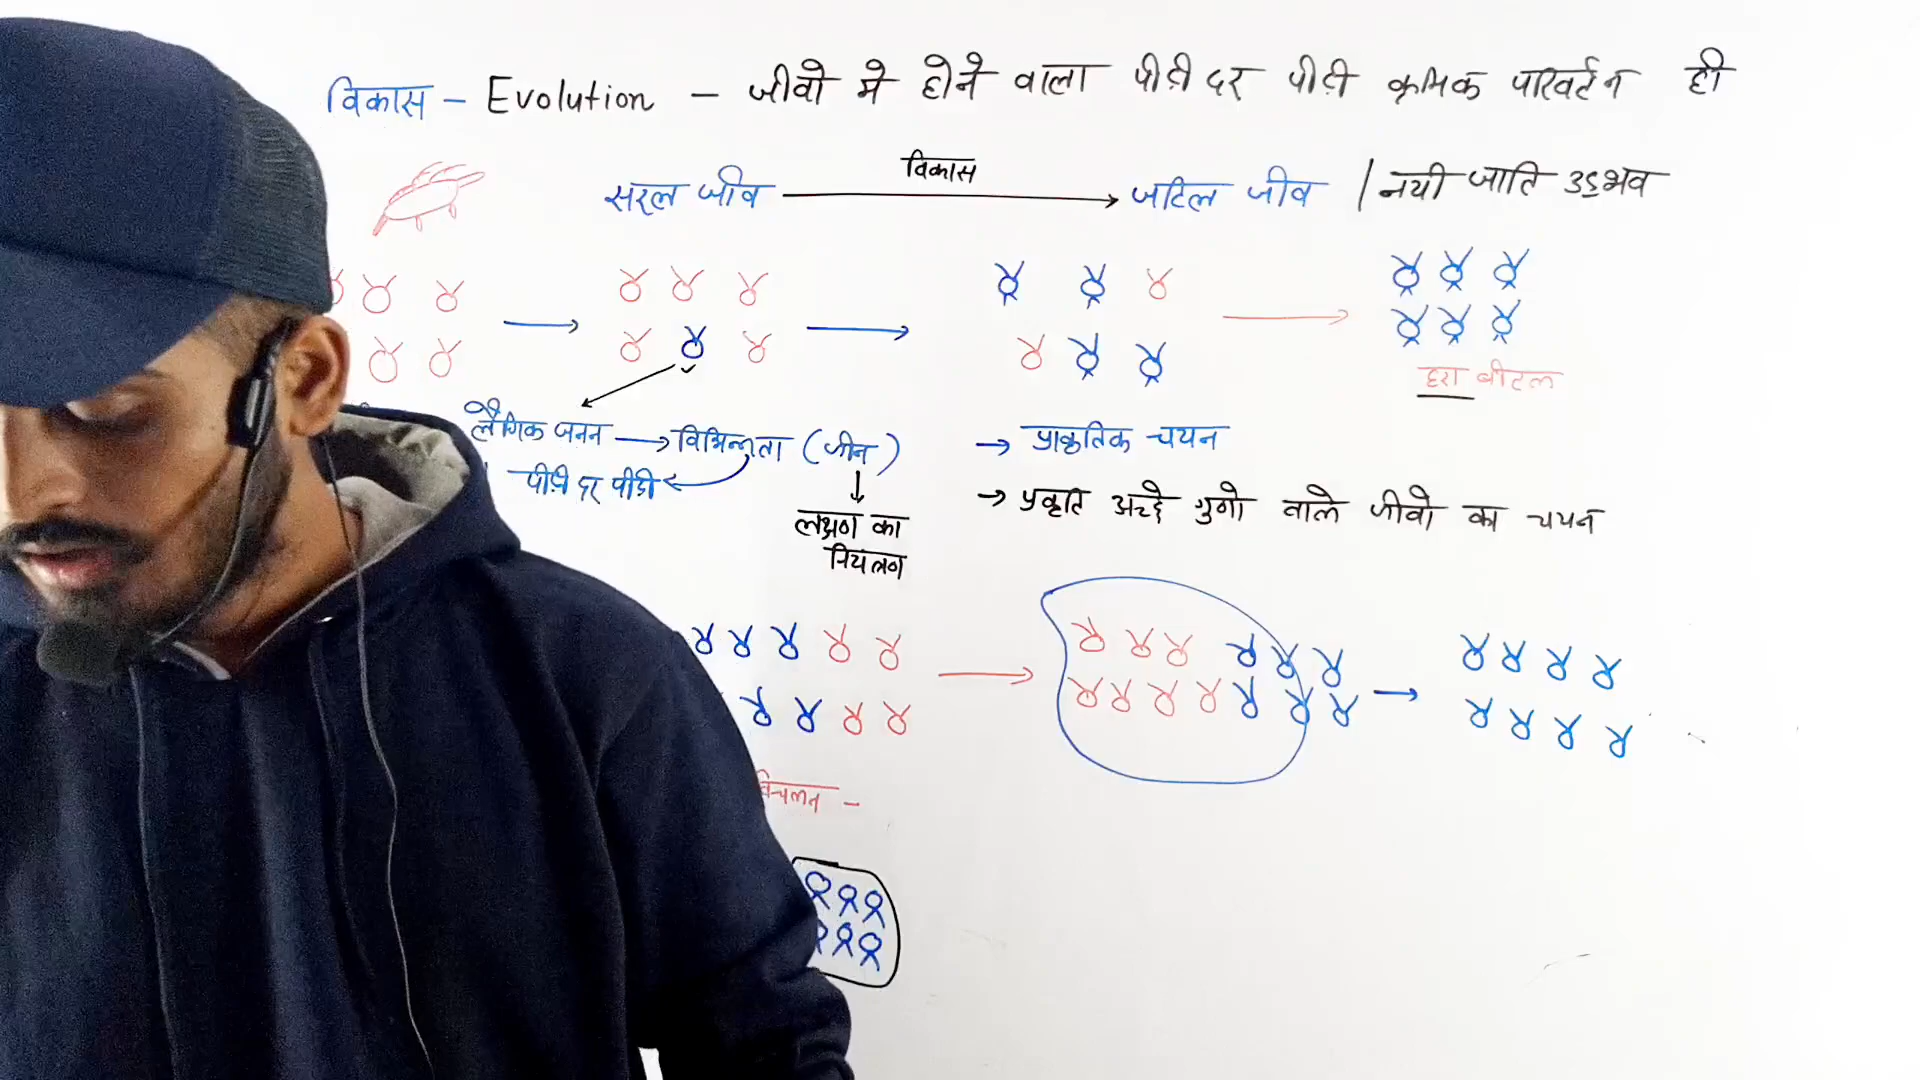 विकास - Evolution - जीवो मे होने वाला पीढी दर पीढी क्रमिक परिवर्तन ही
विकास
सरल जीव → जटिल जीव / नयी जाति उद्भव
हरा बीटल
लैंगिक जनन → विभिन्नता (जीन)
पीढी दर पीढी
लक्षण का
नियंत्रण
→ प्राकृतिक चयन
→ प्रकृति अच्छे गुणो वाले जीवो का चयन
विचलन -